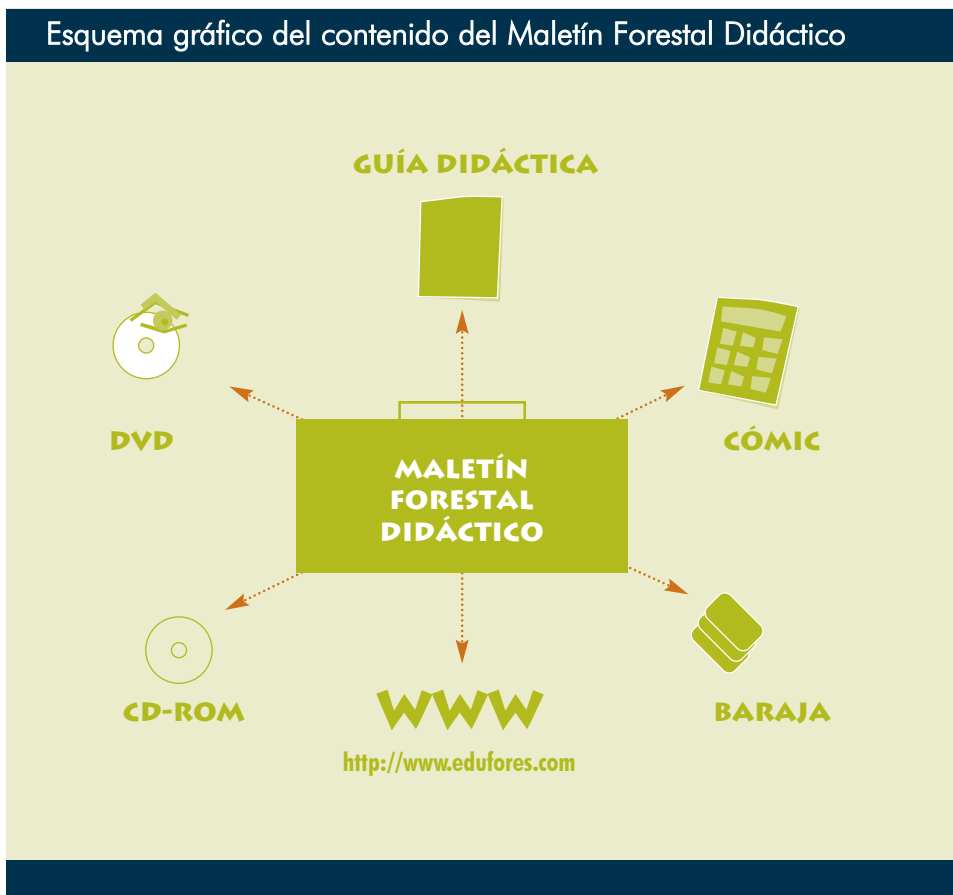 Esquema gráfico del contenido del Maletín Forestal Didáctico
GUÍA DIDÁCTICA
DVD
CÓMIC
MALETÍN
FORESTAL
DIDÁCTICO
CD-ROM
WWW
BARAJA
http://www.edufores.com